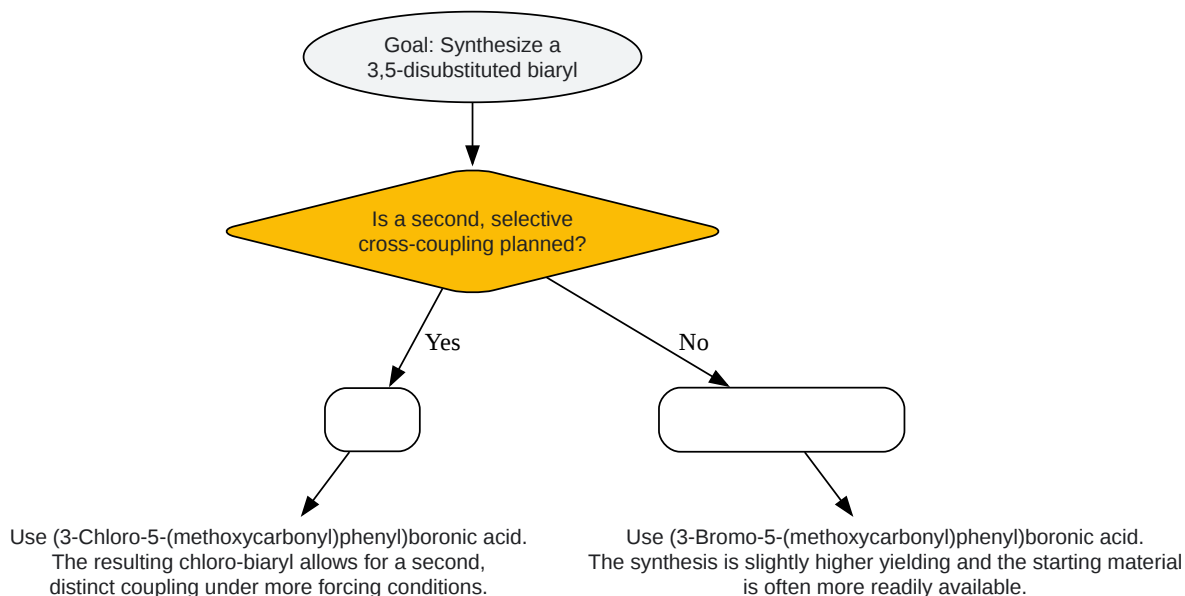 Goal: Synthesize a
3,5-disubstituted biaryl
Is a second, selective
cross-coupling planned?
Yes
No
Use (3-Chloro-5-(methoxycarbonyl)phenyl)boronic acid.
The resulting chloro-biaryl allows for a second,
distinct coupling under more forcing conditions.
Use (3-Bromo-5-(methoxycarbonyl)phenyl)boronic acid.
The synthesis is slightly higher yielding and the starting material
is often more readily available.